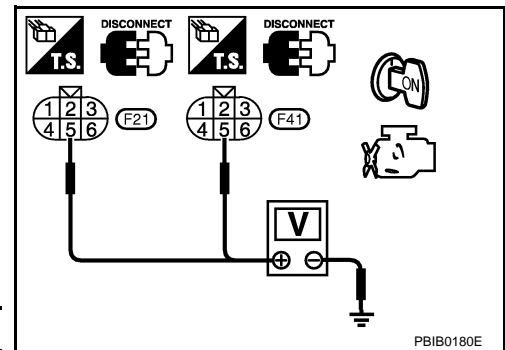 DISCONNECT DISCONNECT
T.S. T.S.
ON
1 2 3 F21 1 2 3 F41
4 5 6 4 5 6
V
+ −
PBIB0180E